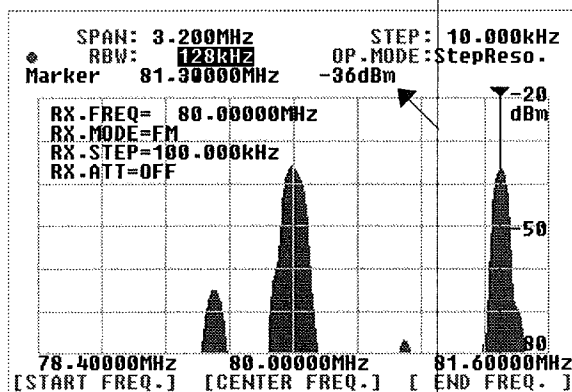 SPAN: 3.200MHz STEP: 10.000kHz
RBW: 128kHz OP.MODE:StepReso.
Marker 81.30000MHz -36dBm
-20
dBm
RX.FREQ= 80.00000MHz
RX.MODE=FM
RX.STEP=100.000kHz
RX.ATT=OFF
-50
80
78.40000MHz 80.00000MHz 81.60000MHz
[START FREQ.] [CENTER FREQ.] [ END FREQ. ]